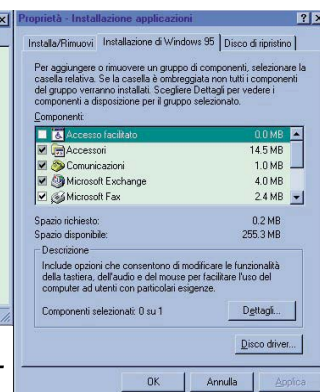 Proprietà - Installazione applicazioni
Installa/Rimuovi Installazione di Windows 95 Disco di ripristino
Per aggiungere o rimuovere un gruppo di componenti, selezionare la
casella relativa. Se la casella è ombreggiata non tutti i componenti
del gruppo verranno installati. Scegliere Dettagli per vedere i
componenti a disposizione per il gruppo selezionato.
Componenti:
Accesso facilitato 0.0 MB
Accessori 14.5 MB
Comunicazioni 1.0 MB
Microsoft Exchange 4.0 MB
Microsoft Fax 2.4 MB
Spazio richiesto: 0.2 MB
Spazio disponibile: 255.3 MB
Descrizione
Include opzioni che consentono di modificare le funzionalità
della tastiera, dell'audio e del mouse per facilitare l'uso del
computer ad utenti con particolari esigenze.
Componenti selezionati: 0 su 1 Dettagli...
Disco driver...
OK Annulla Applica